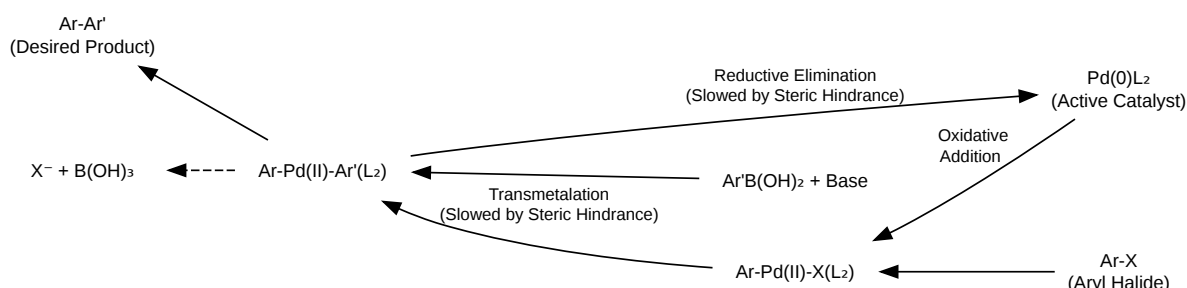 Ar-Ar'
(Desired Product)
Reductive Elimination
(Slowed by Steric Hindrance)
Pd(0)L₂
(Active Catalyst)
Oxidative
Addition
X⁻ + B(OH)₃
Ar-Pd(II)-Ar'(L₂)
Ar'B(OH)₂ + Base
Transmetalation
(Slowed by Steric Hindrance)
Ar-Pd(II)-X(L₂)
Ar-X
(Aryl Halide)